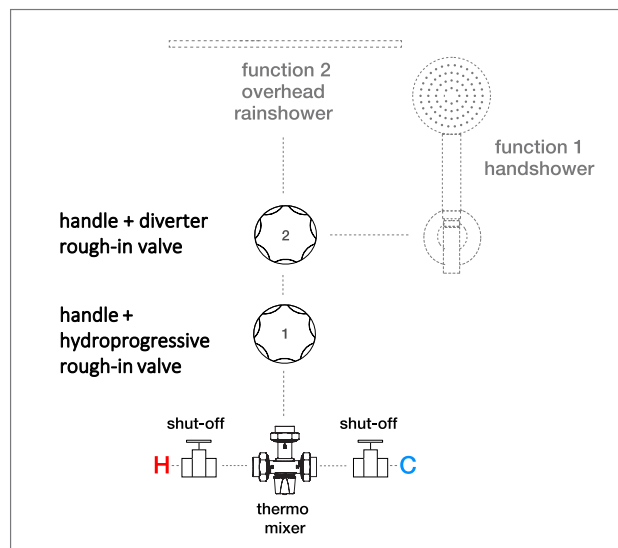 function 2
overhead
rainshower
function 1
handshower
handle + diverter
rough-in valve
2
handle +
hydroprogressive
rough-in valve
1
shut-off
shut-off
H
C
thermo
mixer